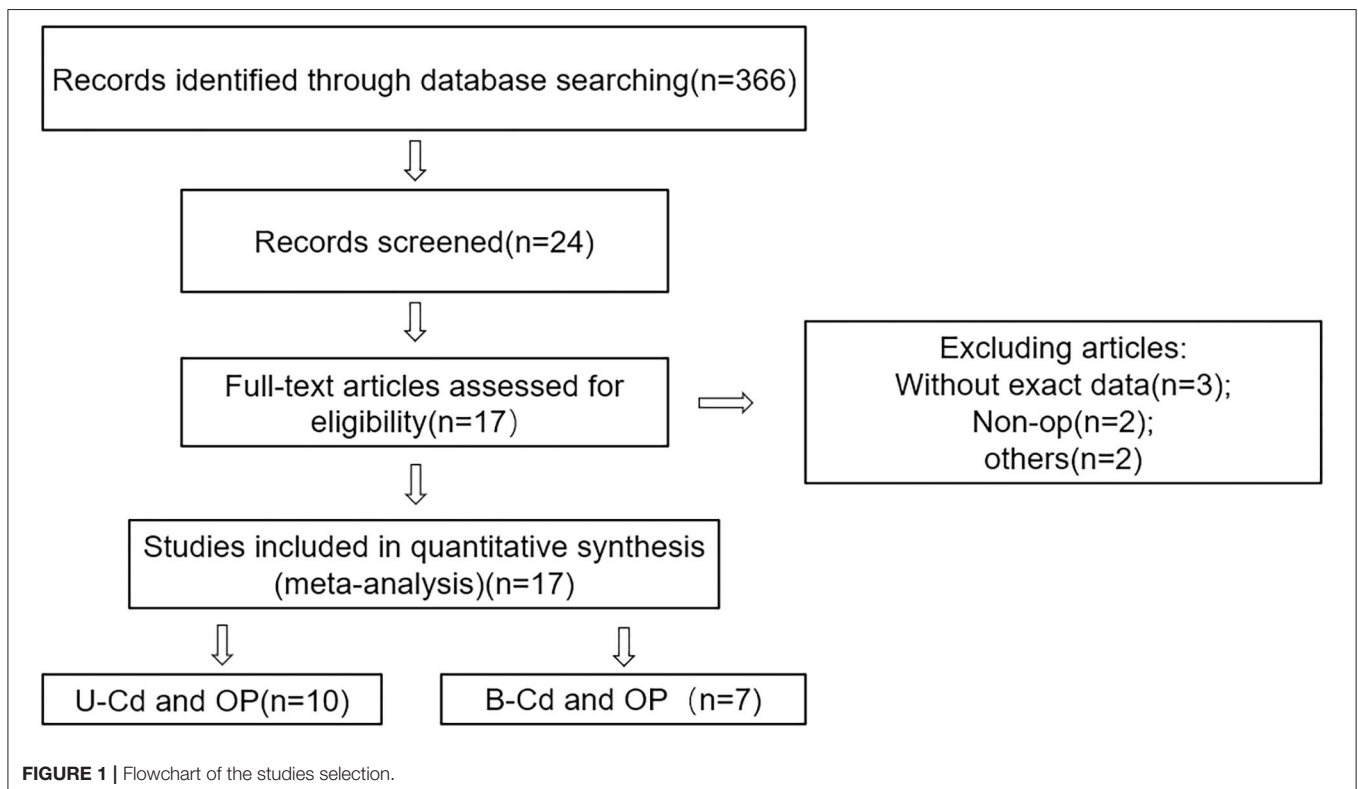 Records identified through database searching(n=366)
Records screened(n=24)
Full-text articles assessed for
eligibility(n=17)
Excluding articles:
Without exact data(n=3);
Non-op(n=2);
others(n=2)
Studies included in quantitative synthesis
(meta-analysis)(n=17)
U-Cd and OP(n=10)
B-Cd and OP (n=7)
FIGURE 1 | Flowchart of the studies selection.